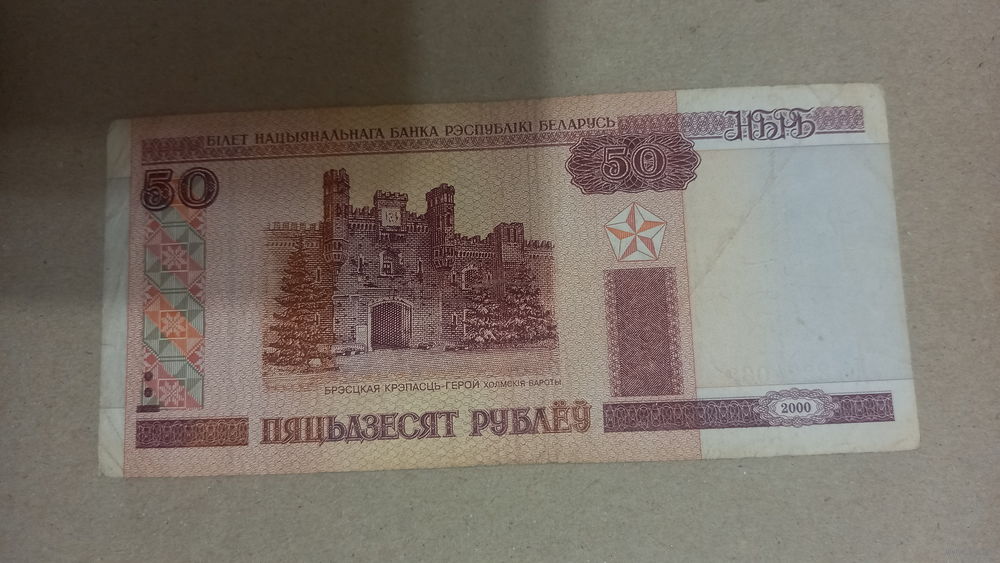 БІЛЕТ НАЦЫЯНАЛЬНАГА БАНКА РЭСПУБЛІКІ БЕЛАРУСЬ
НБРБ
50
50
БРЭСЦКАЯ КРЭПАСЦЬ-ГЕРОЙ ХОЛМСКІЯ ВАРОТЫ
ПЯЦЬДЗЕСЯТ РУБЛЁЎ
2000